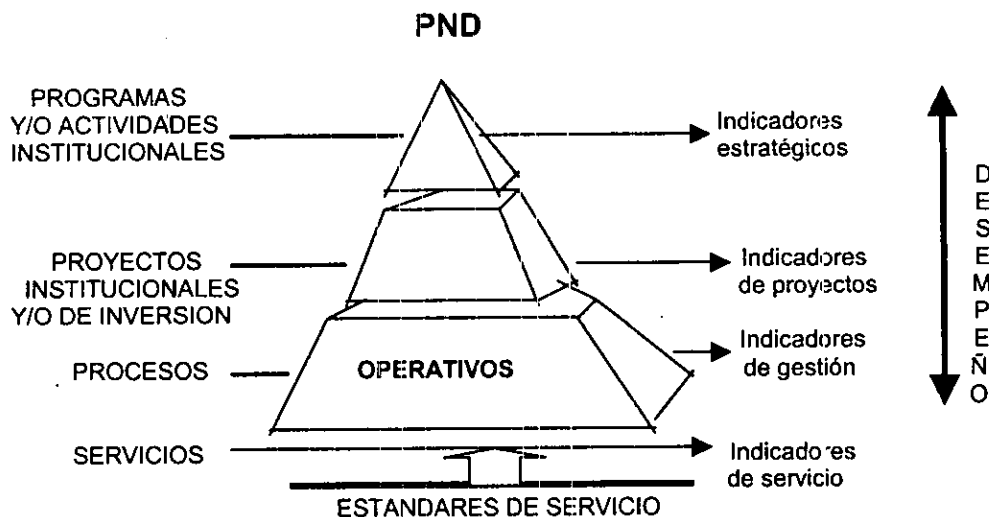 PND
PROGRAMAS
Y/O ACTIVIDADES
INSTITUCIONALES
Indicadores
estratégicos
PROYECTOS
INSTITUCIONALES
Y/O DE INVERSION
Indicadores
de proyectos
PROCESOS
OPERATIVOS
Indicadores
de gestión
SERVICIOS
Indicadores
de servicio
ESTANDARES DE SERVICIO
D
E
S
E
M
P
E
Ñ
O